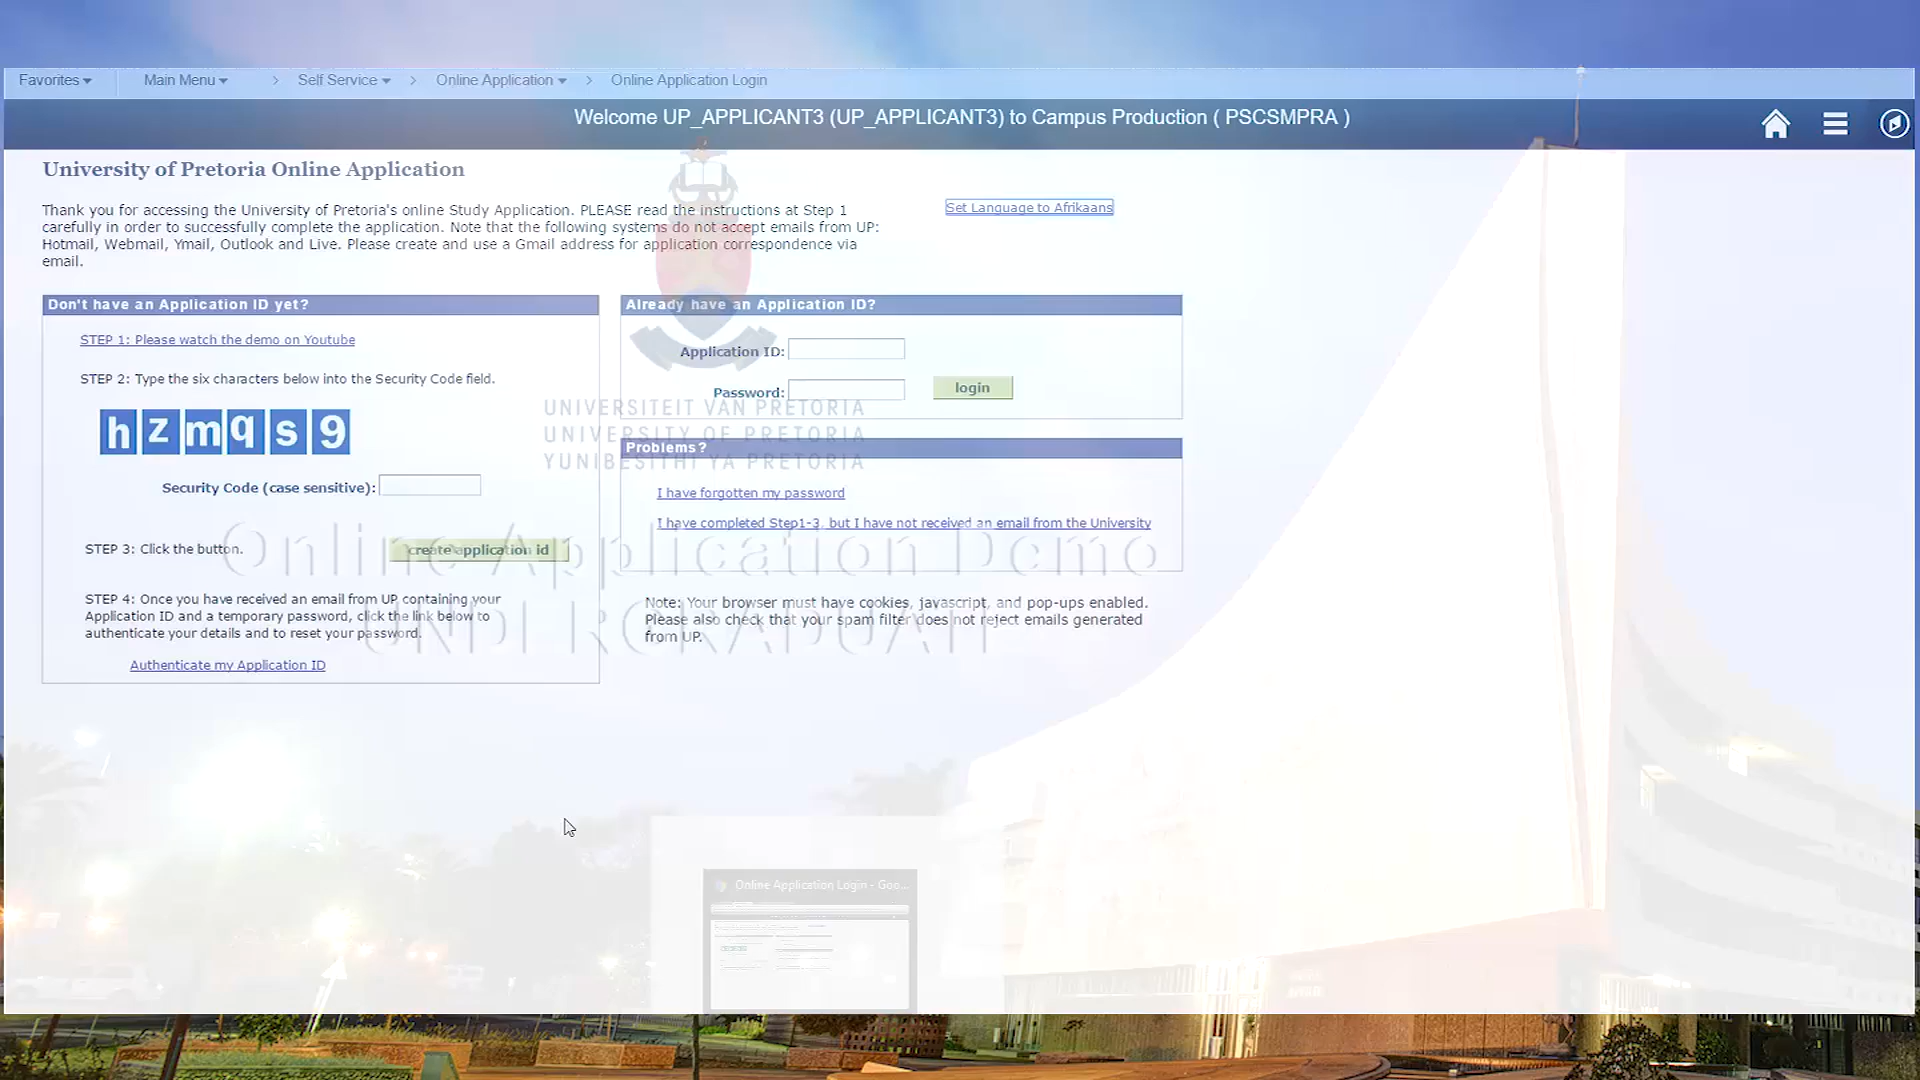 Favorites
Main Menu
Self Service
Online Application
Online Application Login
Welcome UP_APPLICANT3 (UP_APPLICANT3) to Campus Production ( PSCSMPRA )
University of Pretoria Online Application
Thank you for accessing the University of Pretoria's online Study Application. PLEASE read the instructions at Step 1
carefully in order to successfully complete the application. Note that the following systems do not accept emails from UP:
Hotmail, Webmail, Ymail, Outlook and Live. Please create and use a Gmail address for application correspondence via
email.
Set Language to Afrikaans
Don't have an Application ID yet?
STEP 1: Please watch the demo on Youtube
STEP 2: Type the six characters below into the Security Code field.
hzmqs9
Security Code (case sensitive):
STEP 3: Click the button.
create application id
STEP 4: Once you have received an email from UP containing your
Application ID and a temporary password, click the link below to
authenticate your details and to reset your password.
Authenticate my Application ID
Already have an Application ID?
Application ID:
Password:
login
UNIVERSITEIT VAN PRETORIA
UNIVERSITY OF PRETORIA
YUNIBESITHI YA PRETORIA
Problems?
I have forgotten my password
I have completed Step1-3, but I have not received an email from the University
Online Application Demo
Note: Your browser must have cookies, javascript, and pop-ups enabled.
Please also check that your spam filter does not reject emails generated
from UP.
UNDERGRADUATE
Online Application Login - Goo...